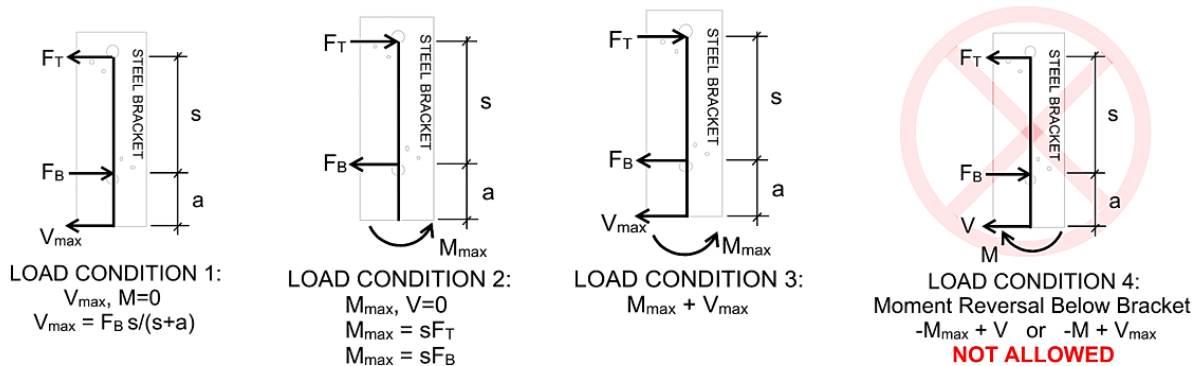 F_T
STEEL BRACKET
s
F_B
a
V_max
LOAD CONDITION 1:
V_max, M=0
V_max = F_B s/(s+a)
F_T
STEEL BRACKET
s
F_B
a
M_max
LOAD CONDITION 2:
M_max, V=0
M_max = sF_T
M_max = sF_B
F_T
STEEL BRACKET
s
F_B
a
V_max
M_max
LOAD CONDITION 3:
M_max + V_max
F_T
STEEL BRACKET
s
F_B
a
V
M
LOAD CONDITION 4:
Moment Reversal Below Bracket
-M_max + V or -M + V_max
NOT ALLOWED